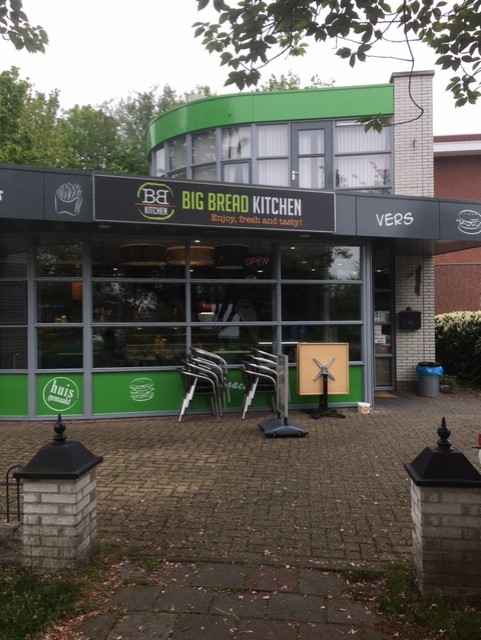 BB
KITCHEN
BIG BREAD KITCHEN
Enjoy, fresh and tasty!
VERS
OPEN
huis
gemaakt